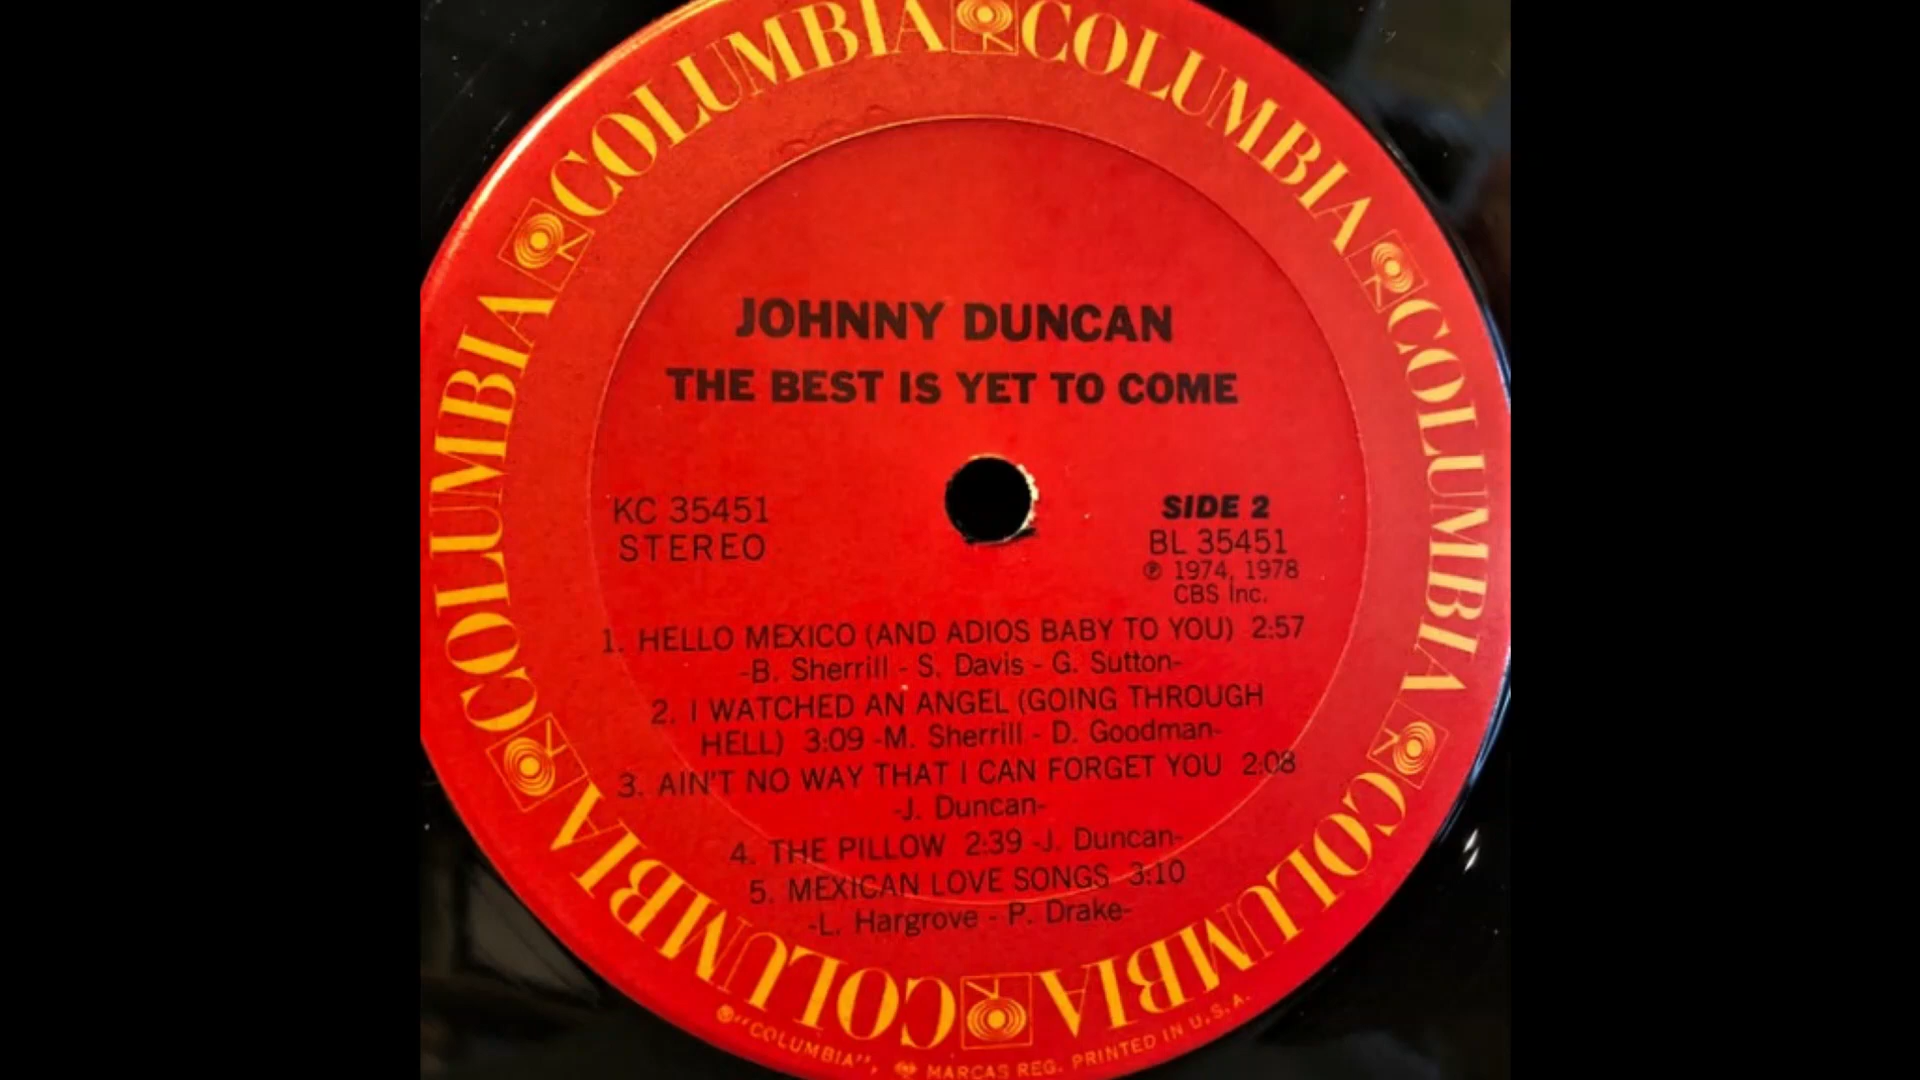 COLUMBIA COLUMBIA COLUMBIA COLUMBIA COLUMBIA COLUMBIA
JOHNNY DUNCAN
THE BEST IS YET TO COME
KC 35451
STEREO
SIDE 2
BL 35451
℗ 1974, 1978
CBS Inc.
1. HELLO MEXICO (AND ADIOS BABY TO YOU) 2:57
-B. Sherrill - S. Davis - G. Sutton-
2. I WATCHED AN ANGEL (GOING THROUGH
HELL) 3:09 -M. Sherrill - D. Goodman-
3. AIN'T NO WAY THAT I CAN FORGET YOU 2:08
-J. Duncan-
4. THE PILLOW 2:39 -J. Duncan-
5. MEXICAN LOVE SONGS 3:10
-L. Hargrove - P. Drake-
®"COLUMBIA", MARCAS REG. PRINTED IN U.S.A.